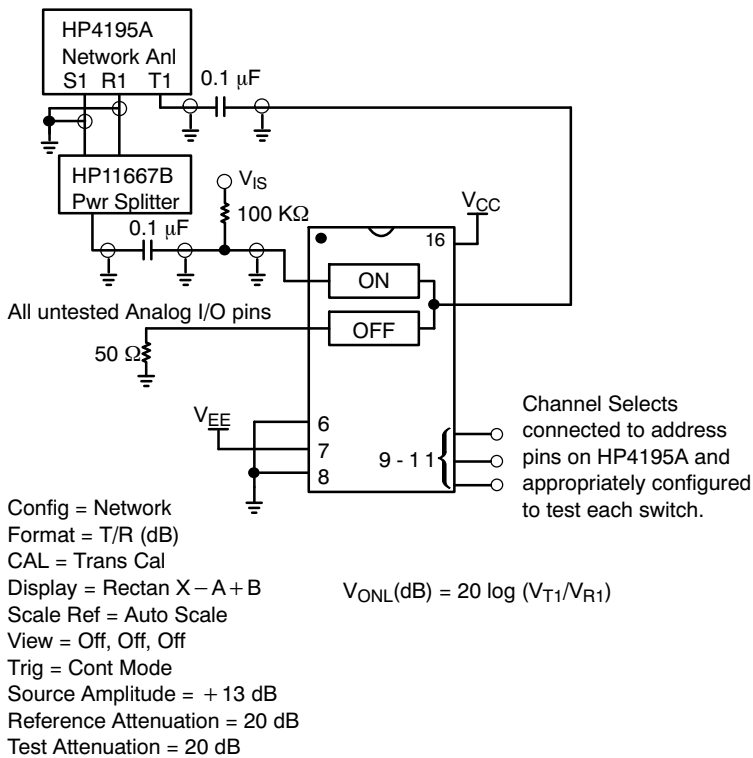 HP4195A
Network Anl
S1 R1 T1
0.1 μF
HP11667B
Pwr Splitter
V_IS
100 KΩ
0.1 μF
V_CC
16
ON
All untested Analog I/O pins
OFF
50 Ω
V_EE
6
7
8
9 - 11
Channel Selects
connected to address
pins on HP4195A and
appropriately configured
to test each switch.
Config = Network
Format = T/R (dB)
CAL = Trans Cal
Display = Rectan X−A+B
Scale Ref = Auto Scale
View = Off, Off, Off
Trig = Cont Mode
Source Amplitude = +13 dB
Reference Attenuation = 20 dB
Test Attenuation = 20 dB
V_ONL(dB) = 20 log (V_T1/V_R1)